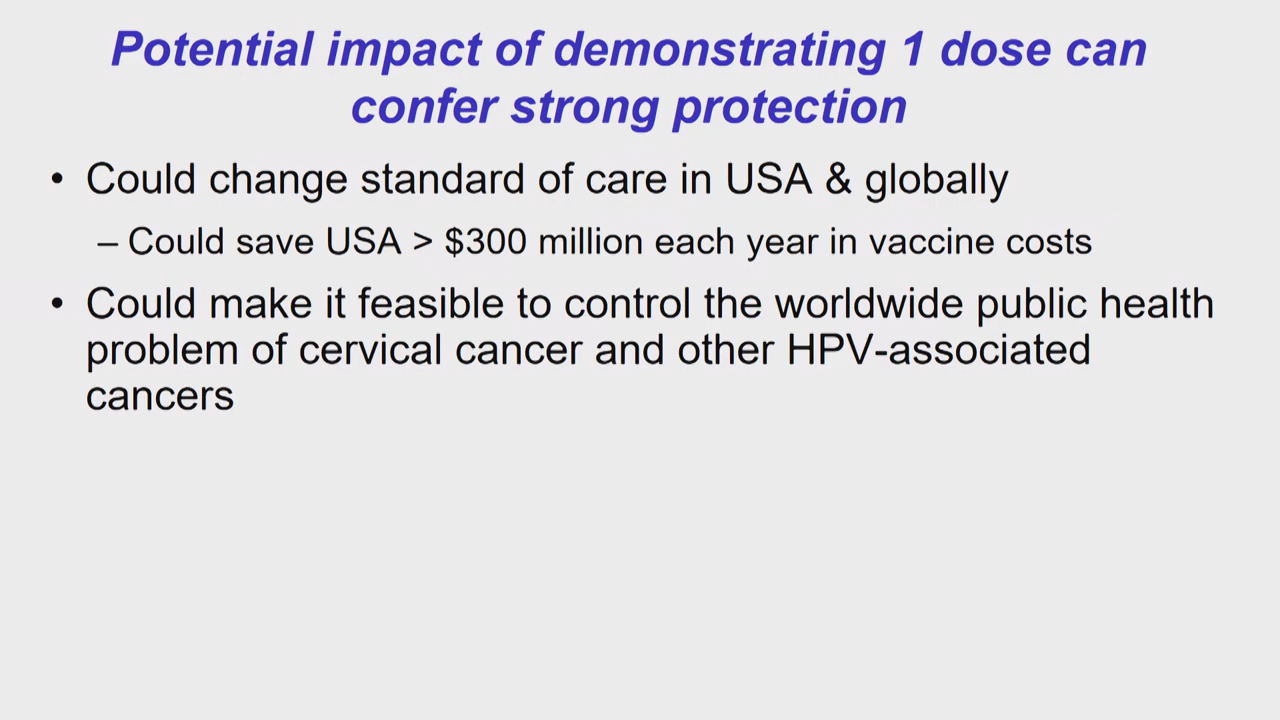 Potential impact of demonstrating 1 dose can
confer strong protection
• Could change standard of care in USA & globally
– Could save USA > $300 million each year in vaccine costs
• Could make it feasible to control the worldwide public health
problem of cervical cancer and other HPV-associated
cancers